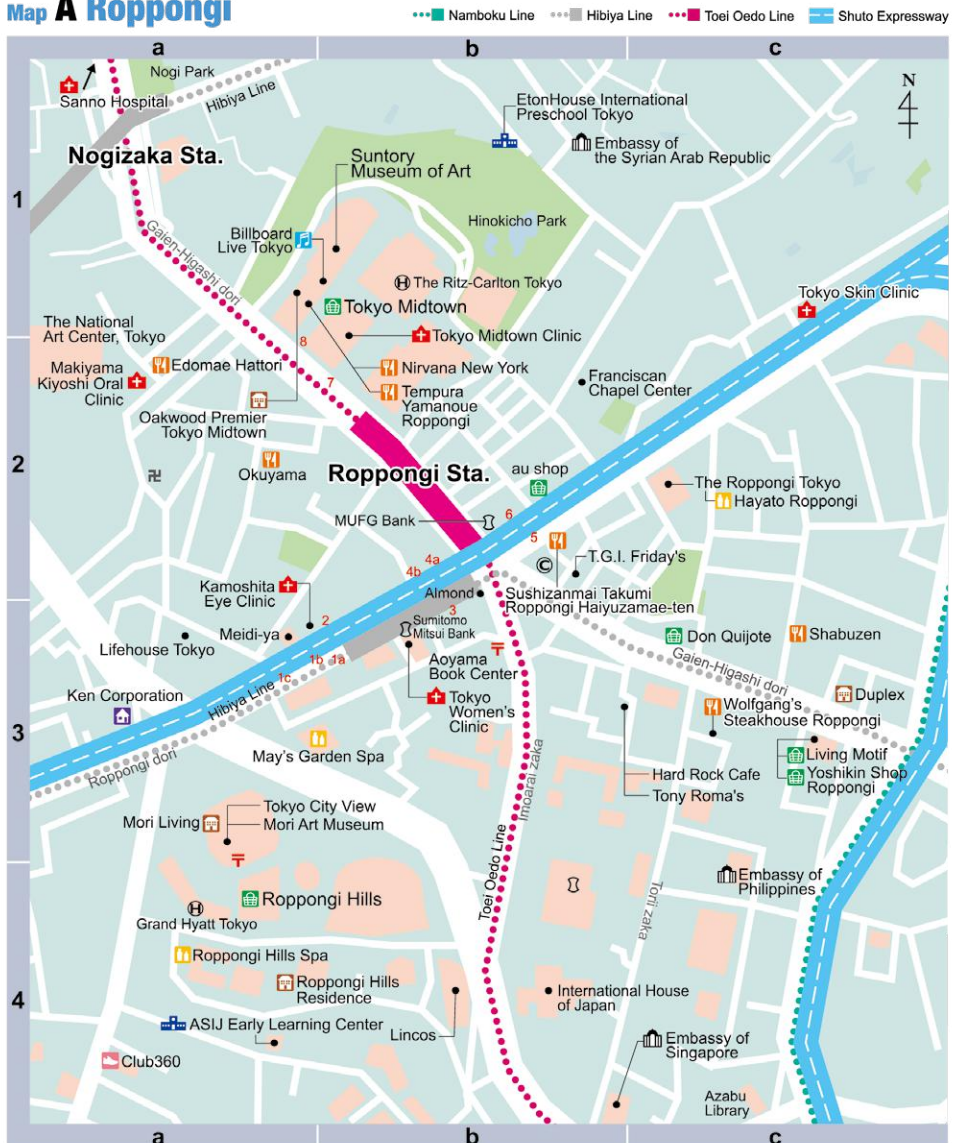 Map A Roppongi
Namboku Line
Hibiya Line
Toei Oedo Line
Shuto Expressway
a
b
c
Nogi Park
Sanno Hospital
Hibiya Line
N
EtonHouse International
Preschool Tokyo
Embassy of
the Syrian Arab Republic
Nogizaka Sta.
Suntory
Museum of Art
1
Hinokicho Park
Billboard
Live Tokyo
Gaien-Higashi dori
H The Ritz-Carlton Tokyo
Tokyo Skin Clinic
Tokyo Midtown
The National
Art Center, Tokyo
8
Tokyo Midtown Clinic
Makiyama
Kiyoshi Oral
Clinic
Edomae Hattori
Nirvana New York
7
Tempura
Yamanoue
Roppongi
Franciscan
Chapel Center
Oakwood Premier
Tokyo Midtown
2
Okuyama
Roppongi Sta.
au shop
The Roppongi Tokyo
Hayato Roppongi
MUFG Bank
6
5
4a
4b
T.G.I. Friday's
©
Kamoshita
Eye Clinic
Almond
Sushizanmai Takumi
Roppongi Haiyuzamae-ten
2
3
Sumitomo
Mitsui Bank
Meidi-ya
Lifehouse Tokyo
Don Quijote
Shabuzen
1b
1a
1c
Aoyama
Book Center
〒
Gaien-Higashi dori
Ken Corporation
Hibiya Line
Tokyo
Women's
Clinic
Duplex
Wolfgang's
Steakhouse Roppongi
3
Roppongi dori
May's Garden Spa
Living Motif
Yoshikin Shop
Roppongi
Imoarai zaka
Hard Rock Cafe
Tony Roma's
Tokyo City View
Mori Art Museum
Mori Living
〒
Toei Oedo Line
Embassy of
Philippines
Torii zaka
Roppongi Hills
H
Grand Hyatt Tokyo
Roppongi Hills Spa
Roppongi Hills
Residence
4
International House
of Japan
ASIJ Early Learning Center
Lincos
Embassy of
Singapore
Club360
Azabu
Library
a
b
c